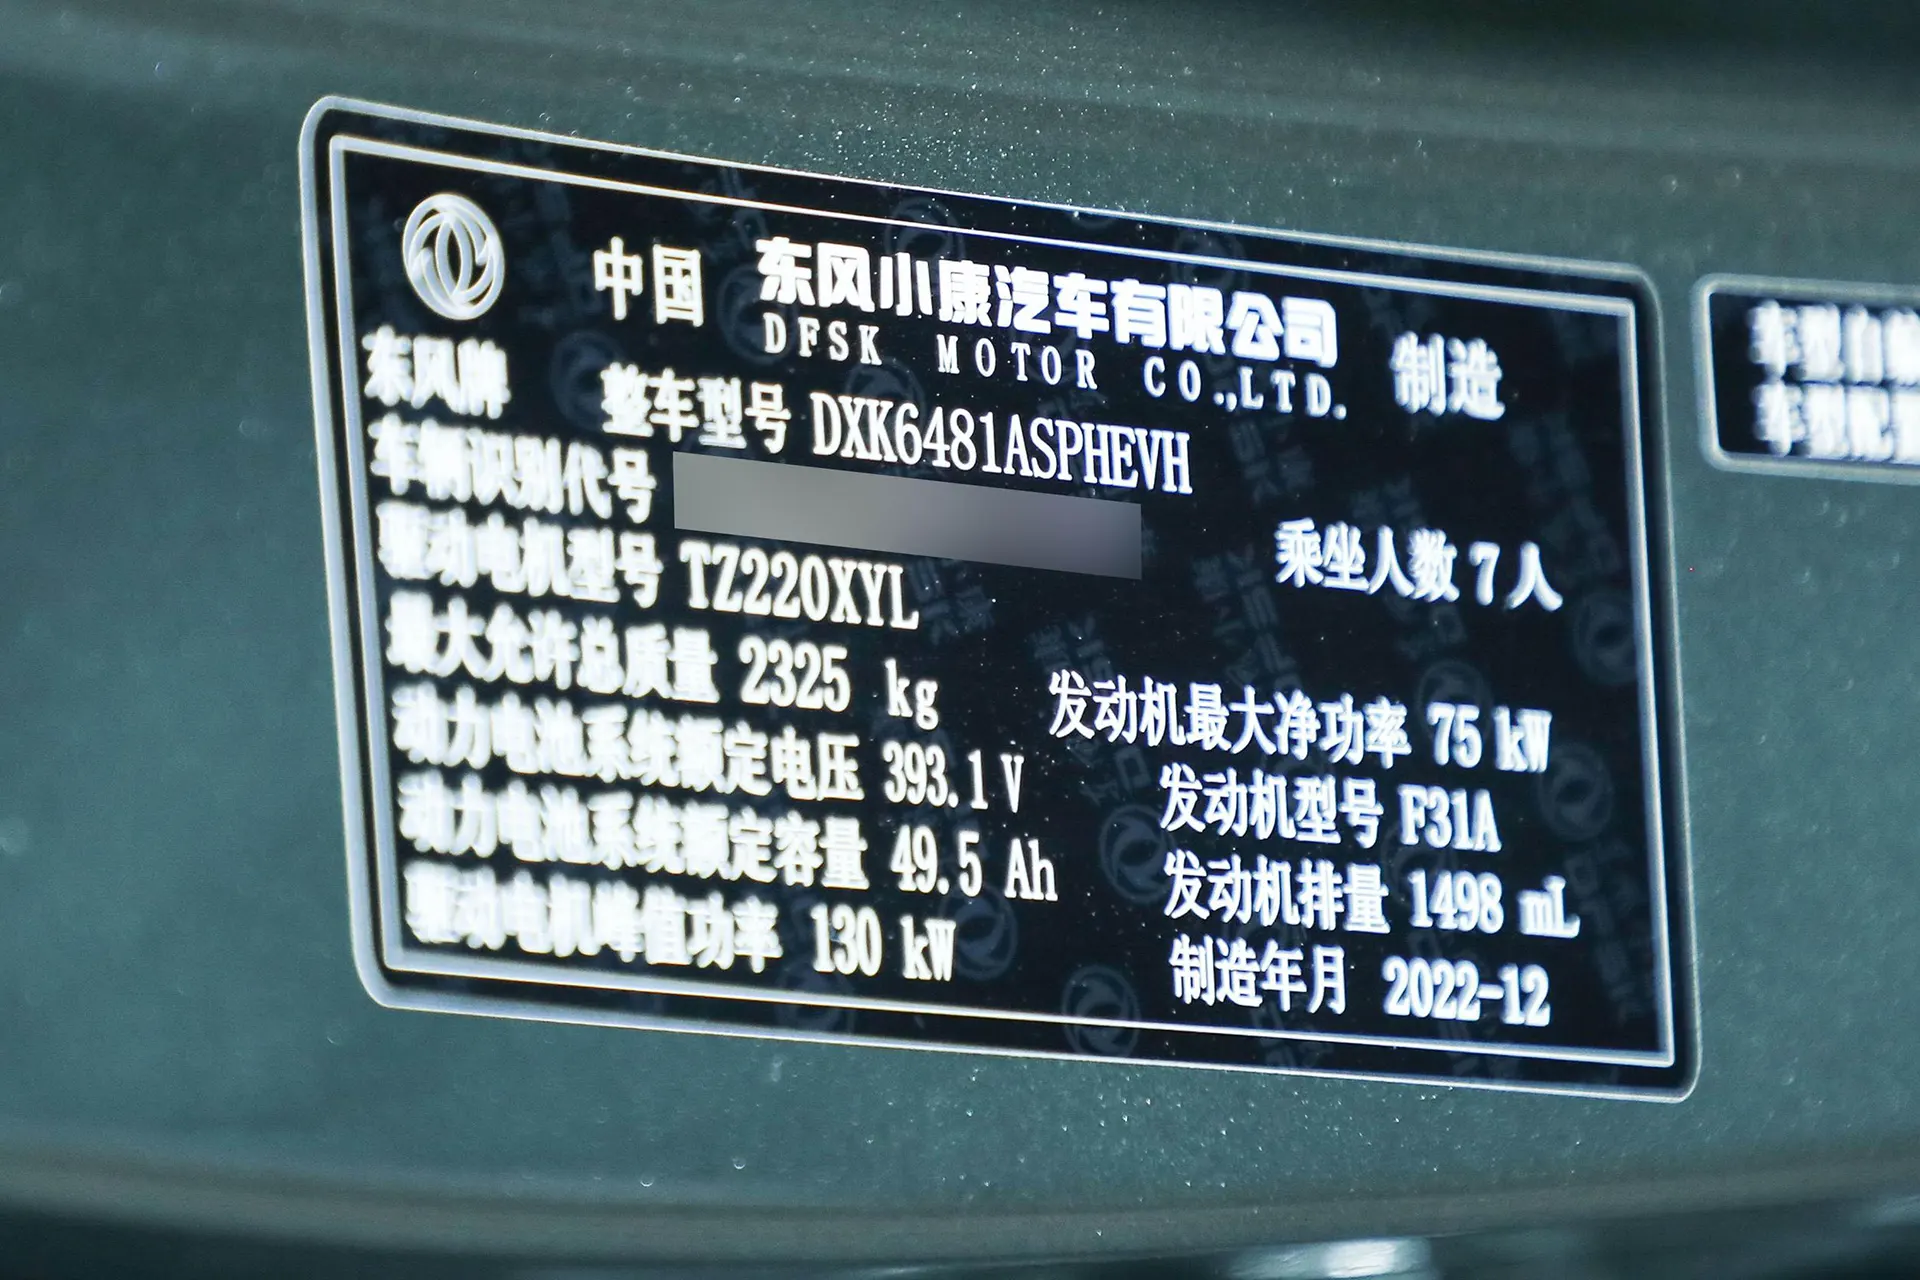 中国 东风小康汽车有限公司 制造
DFSK MOTOR CO.,LTD.
东风牌 整车型号 DXK6481ASPHEVH
车辆识别代号 乘坐人数 7 人
驱动电机型号 TZ220XYL
最大允许总质量 2325 kg 发动机最大净功率 75 kW
动力电池系统额定电压 393.1 V 发动机型号 F31A
动力电池系统额定容量 49.5 Ah 发动机排量 1498 mL
驱动电机峰值功率 130 kW 制造年月 2022-12
车型自
车型配